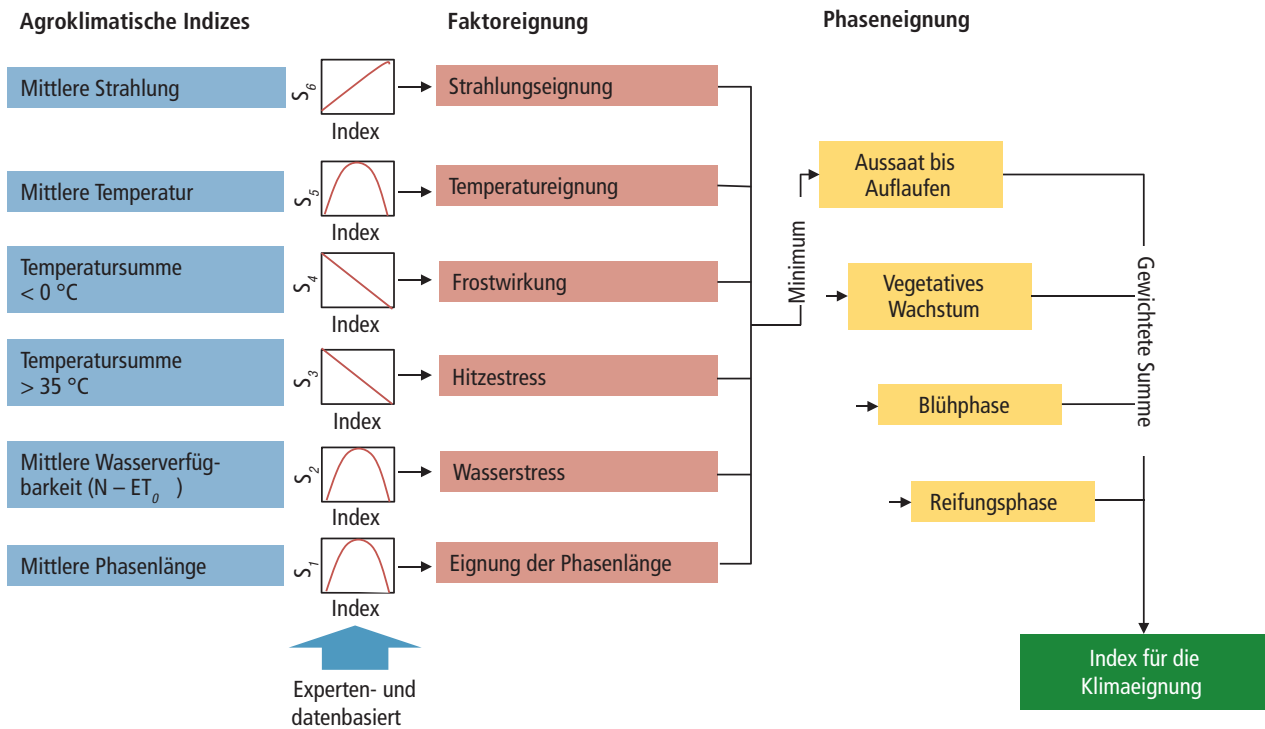 Agroklimatische Indizes
Faktoreignung
Phaseneignung
Mittlere Strahlung
S6
Index
Strahlungseignung
Mittlere Temperatur
S5
Index
Temperatureignung
Temperatursumme
< 0 °C
S4
Index
Frostwirkung
Temperatursumme
> 35 °C
S3
Index
Hitzestress
Mittlere Wasserverfüg-
barkeit (N – ET0 )
S2
Index
Wasserstress
Mittlere Phasenlänge
S1
Index
Eignung der Phasenlänge
Experten- und
datenbasiert
Minimum
Aussaat bis
Auflaufen
Vegetatives
Wachstum
Blühphase
Reifungsphase
Gewichtete Summe
Index für die
Klimaeignung